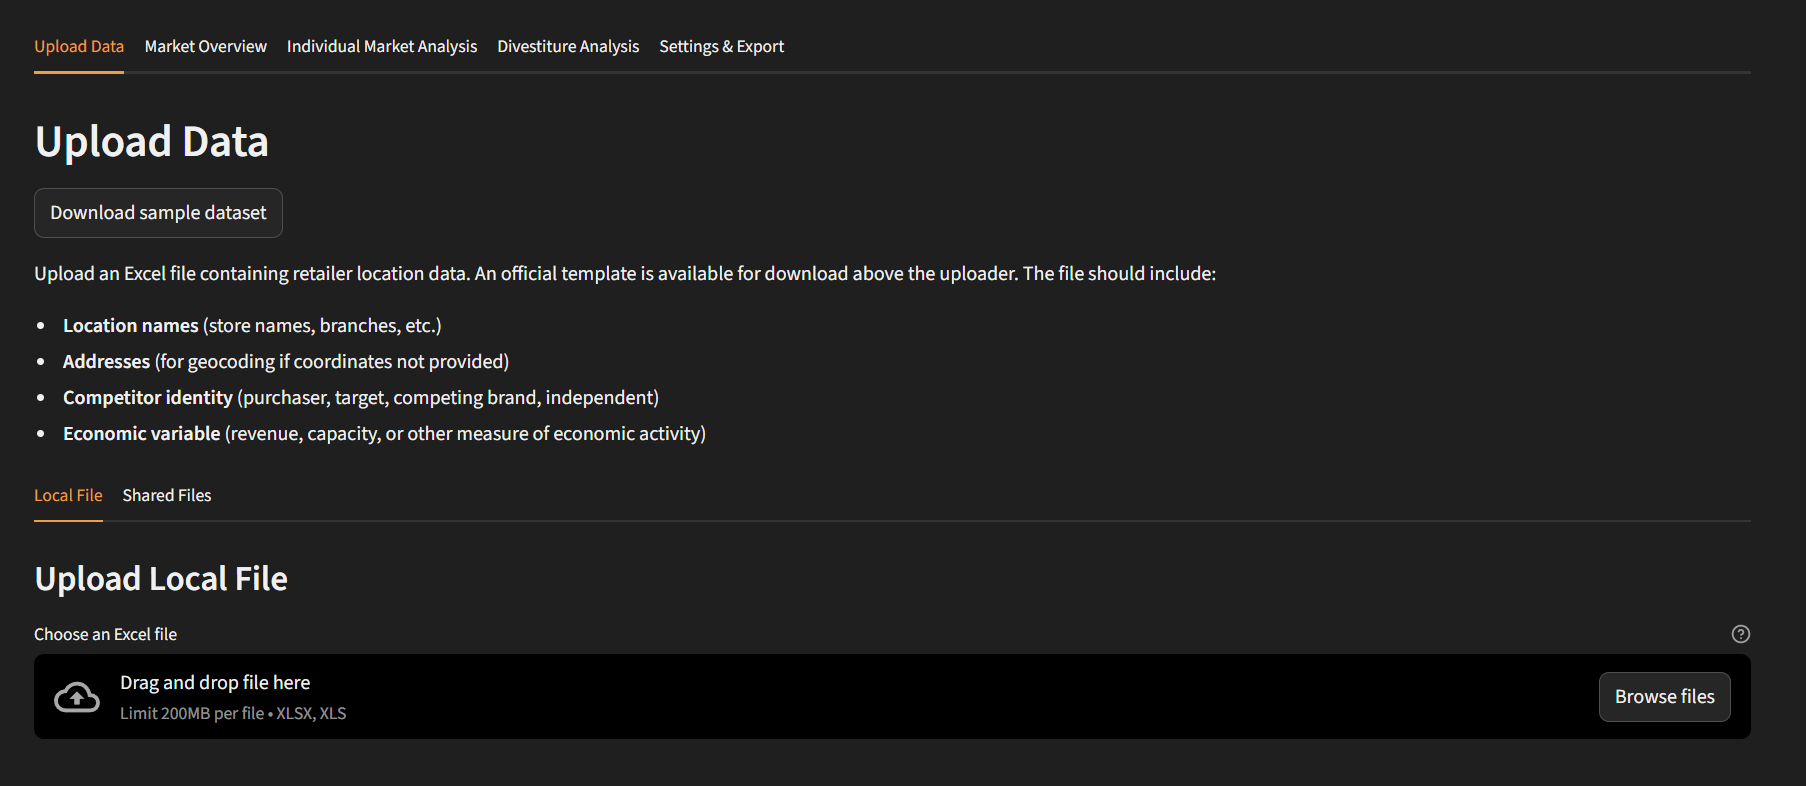 Upload Data Market Overview Individual Market Analysis Divestiture Analysis Settings & Export
Upload Data
Download sample dataset
Upload an Excel file containing retailer location data. An official template is available for download above the uploader. The file should include:
• Location names (store names, branches, etc.)
• Addresses (for geocoding if coordinates not provided)
• Competitor identity (purchaser, target, competing brand, independent)
• Economic variable (revenue, capacity, or other measure of economic activity)
Local File Shared Files
Upload Local File
Choose an Excel file
Drag and drop file here
Limit 200MB per file • XLSX, XLS
Browse files